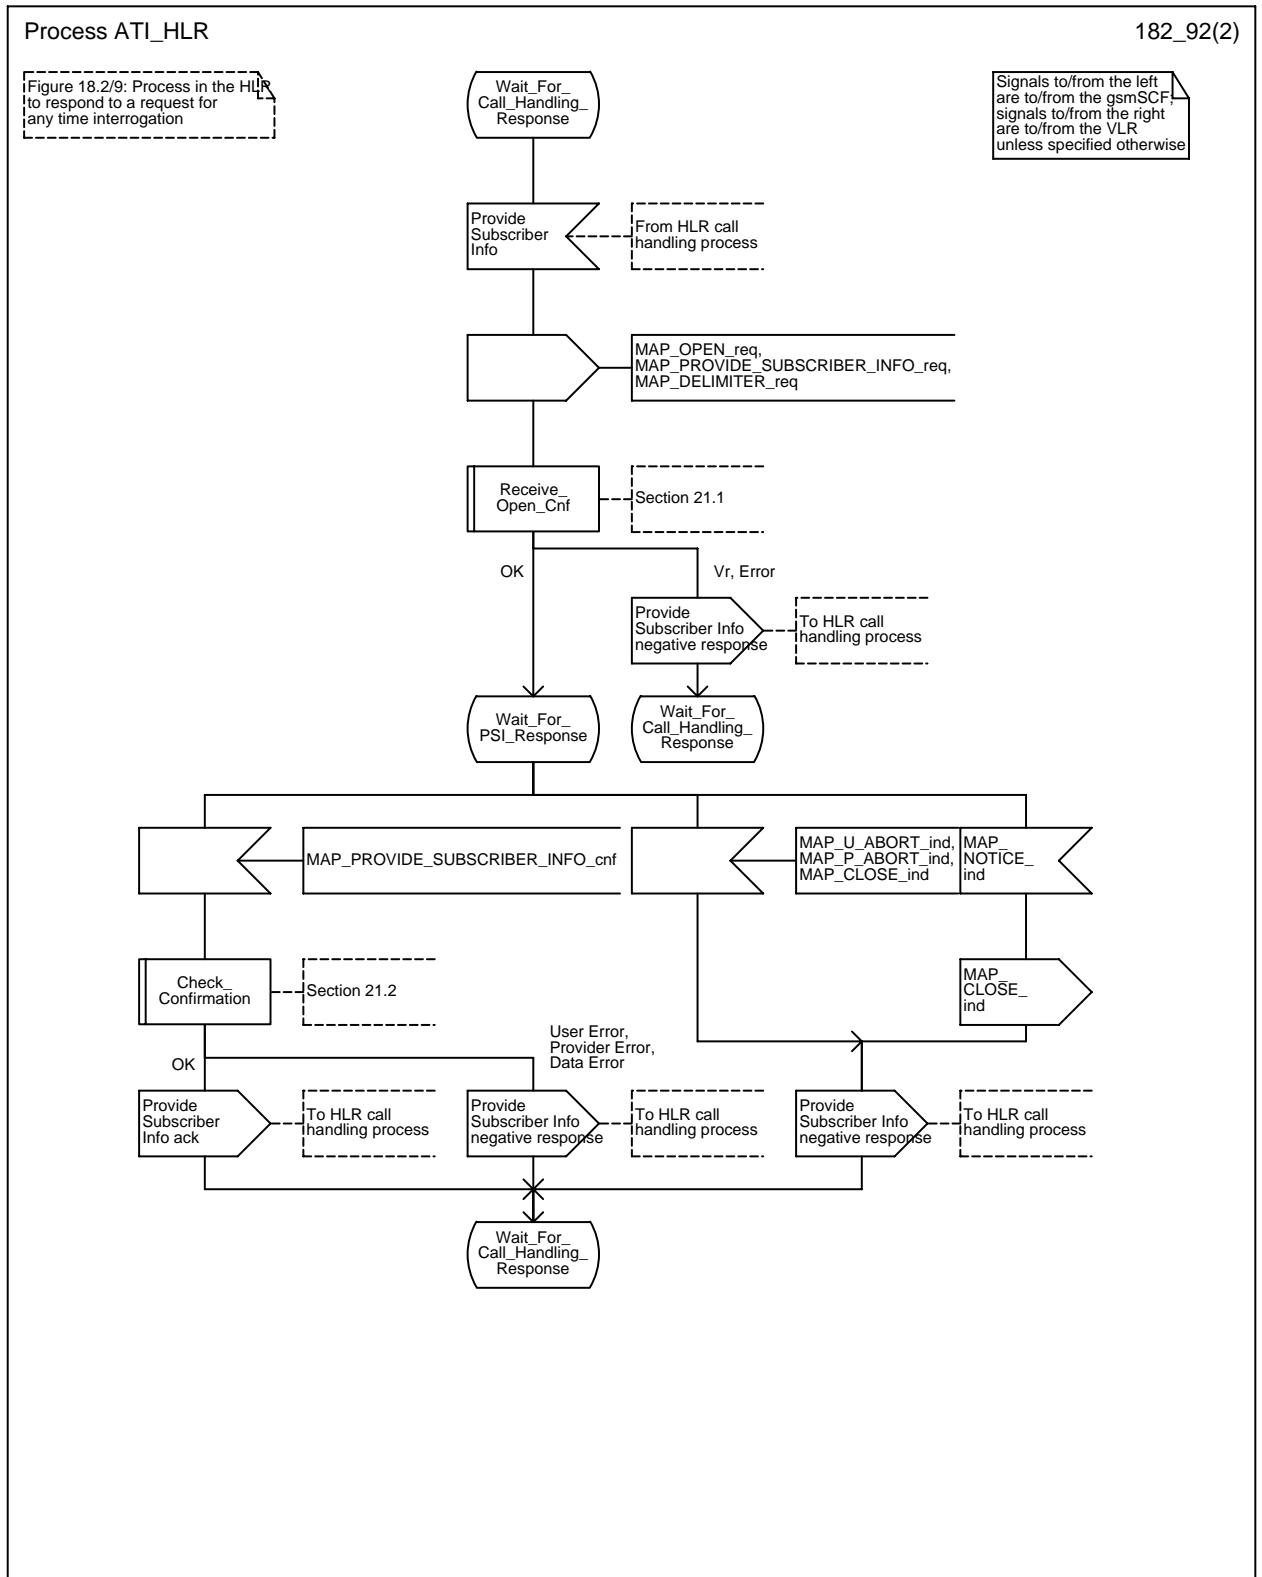 Process ATI_HLR
182_92(2)
Figure 18.2/9: Process in the HLR
to respond to a request for
any time interrogation
Wait_For_
Call_Handling_
Response
Signals to/from the left
are to/from the gsmSCF;
signals to/from the right
are to/from the VLR
unless specified otherwise
Provide
Subscriber
Info
From HLR call
handling process
MAP_OPEN_req,
MAP_PROVIDE_SUBSCRIBER_INFO_req,
MAP_DELIMITER_req
Receive_
Open_Cnf
Section 21.1
OK
Vr, Error
Provide
Subscriber Info
negative response
To HLR call
handling process
Wait_For_
PSI_Response
Wait_For_
Call_Handling_
Response
MAP_PROVIDE_SUBSCRIBER_INFO_cnf
MAP_U_ABORT_ind,
MAP_P_ABORT_ind,
MAP_CLOSE_ind
MAP_
NOTICE_
ind
Check_
Confirmation
Section 21.2
MAP_
CLOSE_
ind
OK
User Error,
Provider Error,
Data Error
Provide
Subscriber
Info ack
To HLR call
handling process
Provide
Subscriber Info
negative response
To HLR call
handling process
Provide
Subscriber Info
negative response
To HLR call
handling process
Wait_For_
Call_Handling_
Response